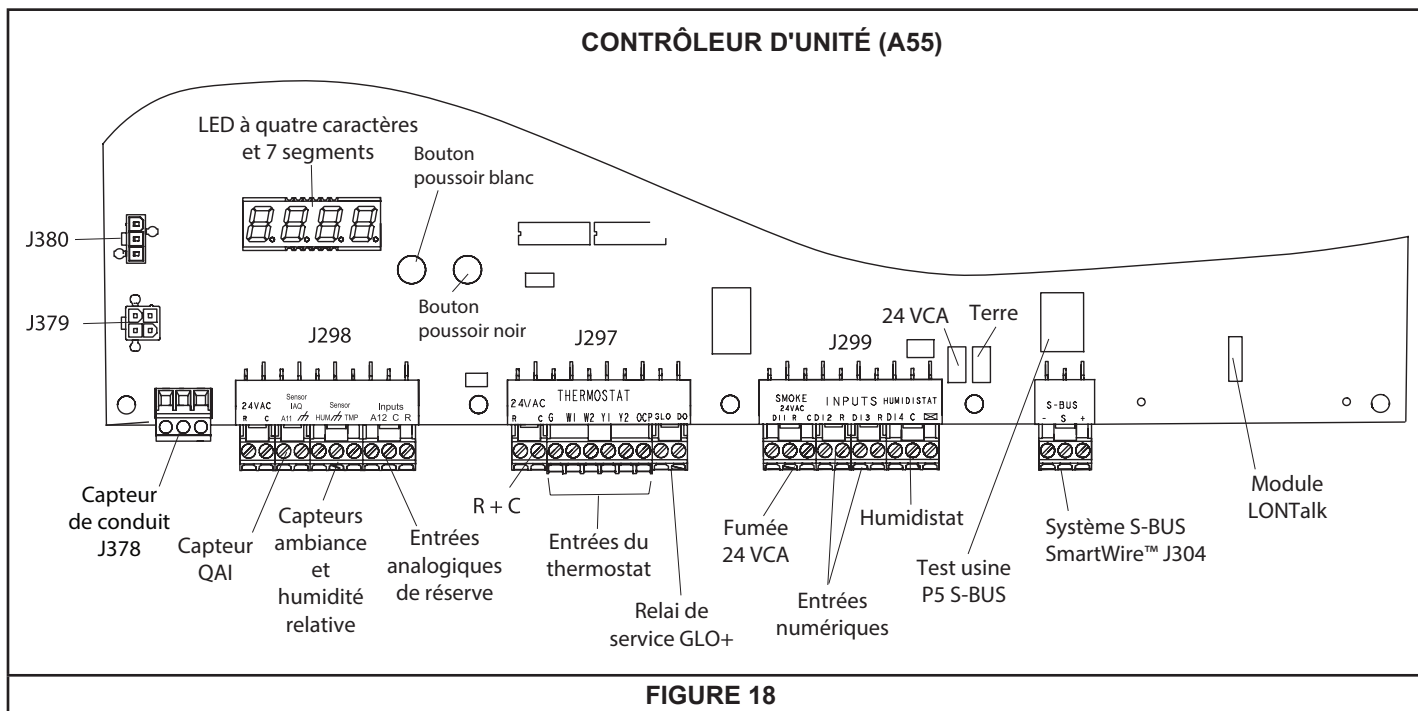 CONTRÔLEUR D'UNITÉ (A55)
LED à quatre caractères
et 7 segments
Bouton
poussoir blanc
8.8.8.8.
J380
J379
Bouton
poussoir noir
J298
J297
J299
24 VCA
Terre
24VAC
R C
Sensor
IAQ
A11
Sensor
HUM TMP
Inputs
A12 C R
THERMOSTAT
24VAC
R C G W1 W2 Y1 Y2 OCP GLO DO
SMOKE
24VAC
INPUTS
HUMIDISTAT
DI1 R C DI2 R DI3 R DI4 C
S-BUS
- S +
Capteur
de conduit
J378
Capteur
QAI
Capteurs
ambiance
et
humidité
relative
Entrées
analogiques
de réserve
R + C
Entrées du
thermostat
Relai de
service GLO+
Fumée
24 VCA
Entrées
numériques
Humidistat
Test usine
P5 S-BUS
Système S-BUS
SmartWire™ J304
Module
LONTalk
FIGURE 18